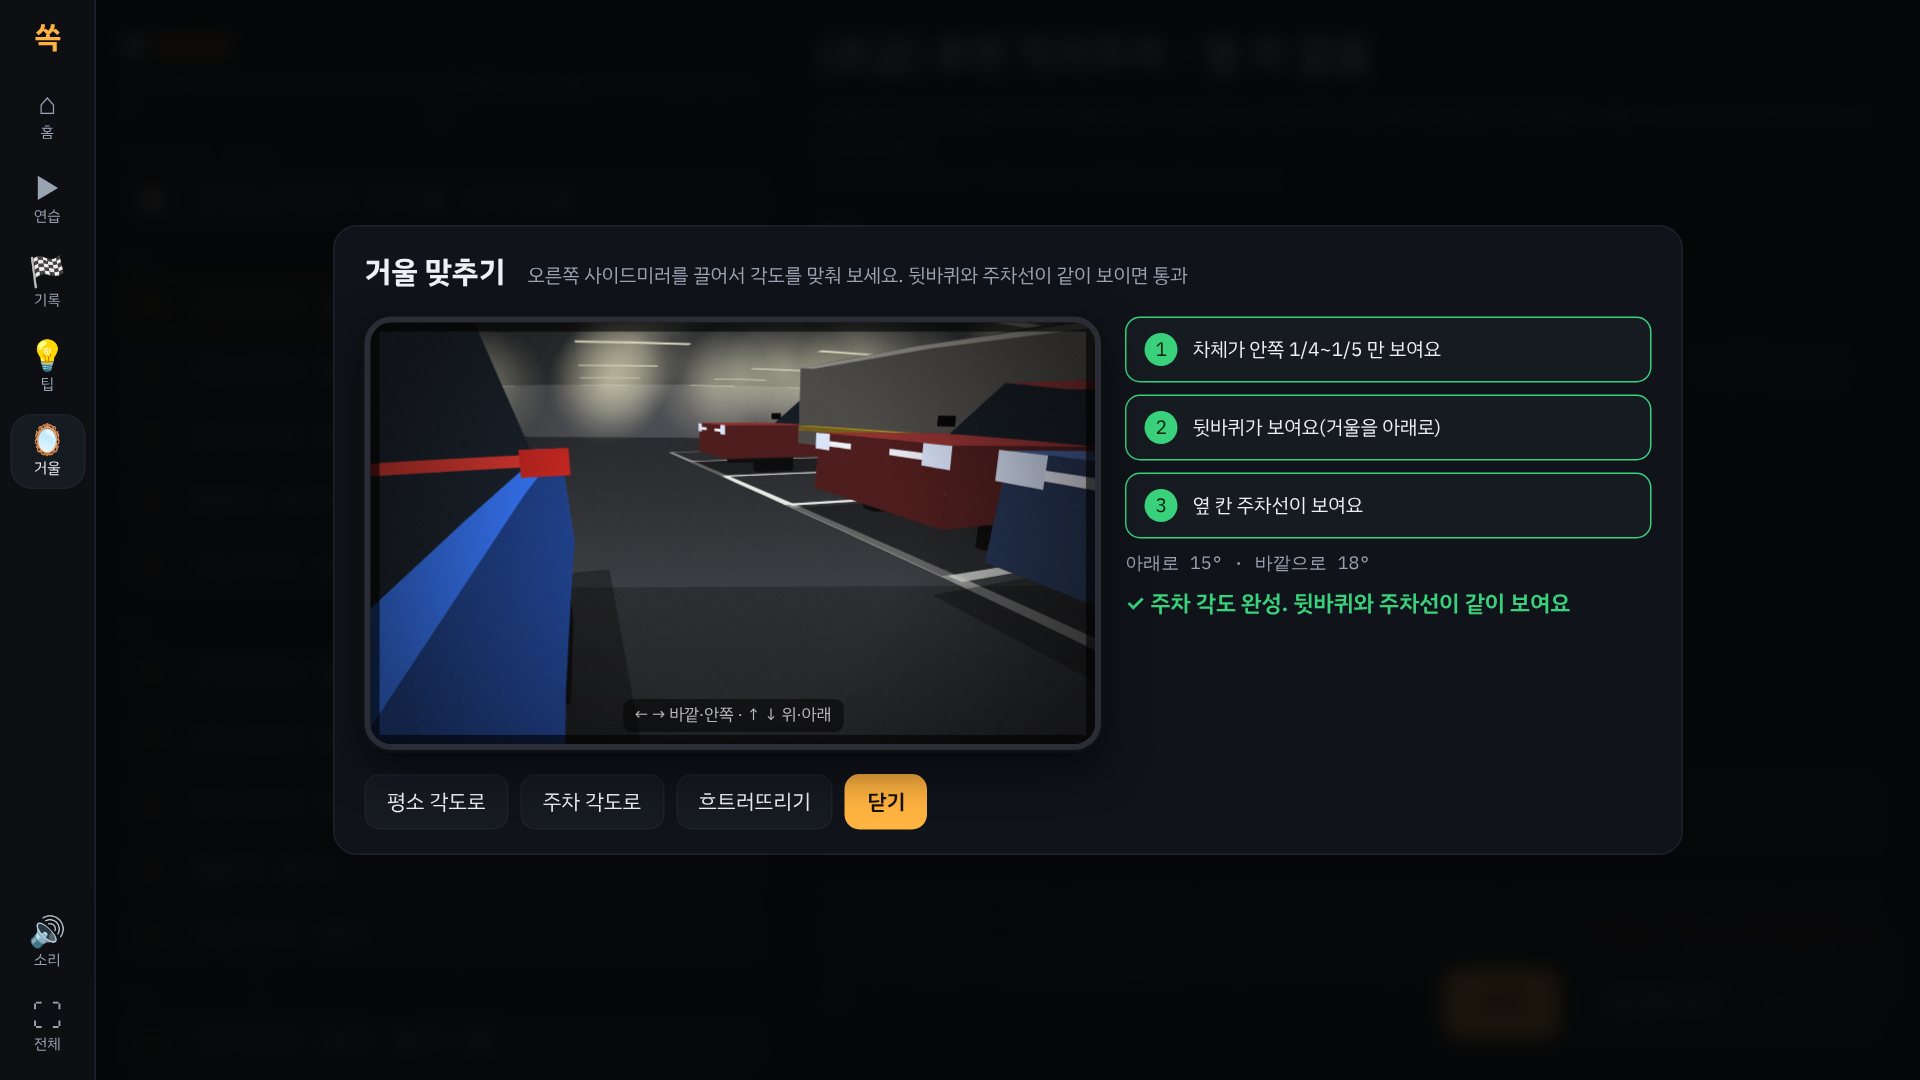 쏙
홈
연습
기록
팁
거울
소리
전체
거울 맞추기
오른쪽 사이드미러를 끌어서 각도를 맞춰 보세요. 뒷바퀴와 주차선이 같이 보이면 통과
← → 바깥·안쪽 · ↑ ↓ 위·아래
1 차체가 안쪽 1/4~1/5 만 보여요
2 뒷바퀴가 보여요(거울을 아래로)
3 옆 칸 주차선이 보여요
아래로 15° · 바깥으로 18°
✓ 주차 각도 완성. 뒷바퀴와 주차선이 같이 보여요
평소 각도로
주차 각도로
흐트러뜨리기
닫기